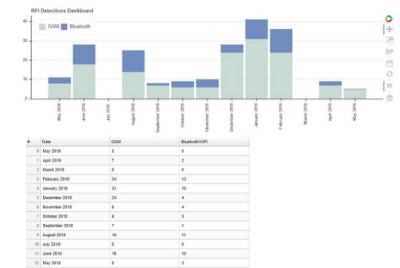 RFI Detections Dashboard
GSM Bluetooth
40
30
20
10
0
May 2018
June 2018
July 2018
August 2018
September 2018
October 2018
November 2018
December 2018
January 2019
February 2019
March 2019
April 2019
May 2019
# Date GSM Bluetooth/WiFi
0 May 2019 5 0
1 April 2019 7 2
2 March 2019 0 0
3 February 2019 24 12
4 January 2019 31 10
5 December 2018 24 4
6 November 2018 6 4
7 October 2018 6 3
8 September 2018 7 1
9 August 2018 14 11
10 July 2018 0 0
11 June 2018 18 10
12 May 2018 8 3